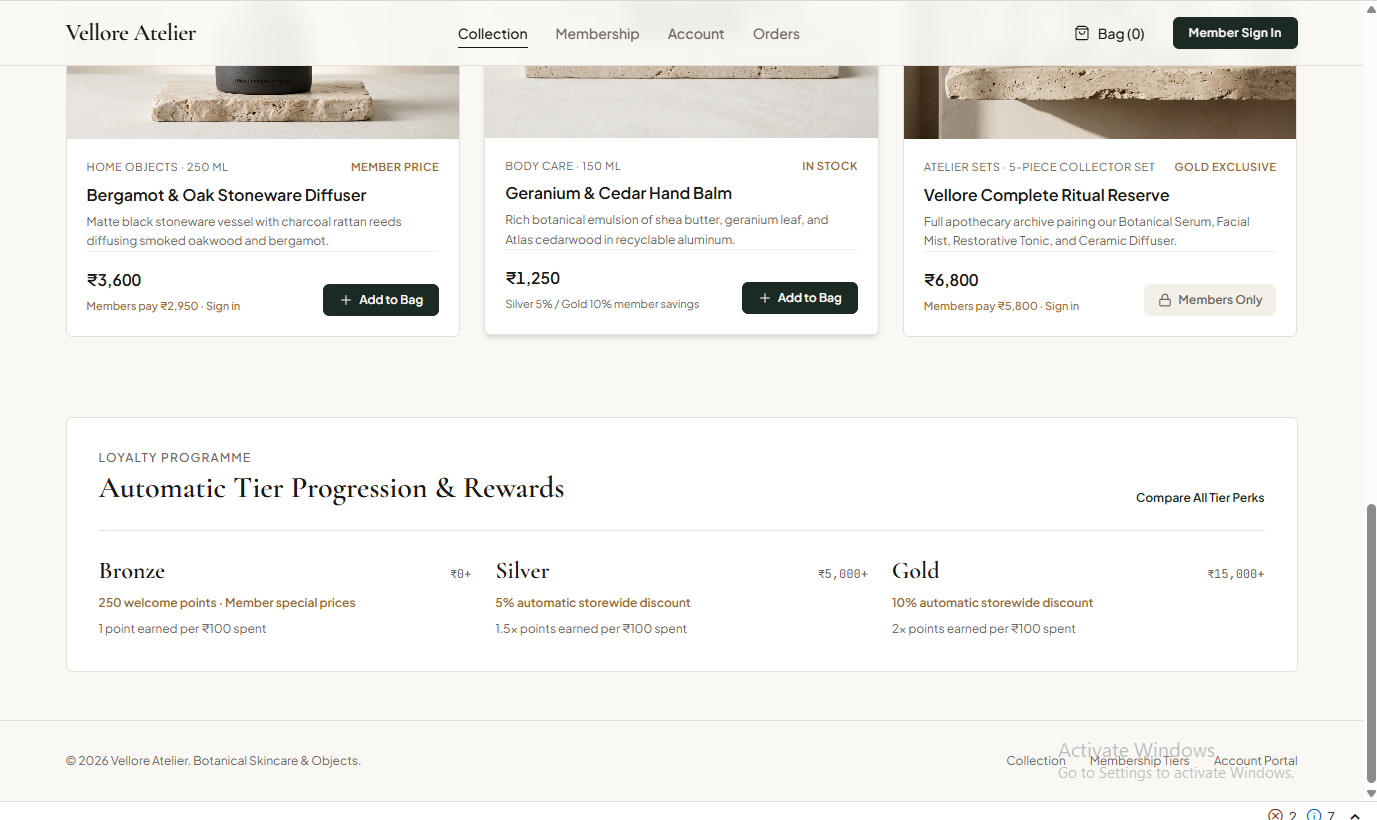 Vellore Atelier
Collection Membership Account Orders
Bag (0)
Member Sign In
HOME OBJECTS · 250 ML
MEMBER PRICE
Bergamot & Oak Stoneware Diffuser
Matte black stoneware vessel with charcoal rattan reeds
diffusing smoked oakwood and bergamot.
₹3,600
Members pay ₹2,950 · Sign in
+ Add to Bag
BODY CARE · 150 ML
IN STOCK
Geranium & Cedar Hand Balm
Rich botanical emulsion of shea butter, geranium leaf, and
Atlas cedarwood in recyclable aluminum.
₹1,250
Silver 5% / Gold 10% member savings
+ Add to Bag
ATELIER SETS · 5-PIECE COLLECTOR SET
GOLD EXCLUSIVE
Vellore Complete Ritual Reserve
Full apothecary archive pairing our Botanical Serum, Facial
Mist, Restorative Tonic, and Ceramic Diffuser.
₹6,800
Members pay ₹5,800 · Sign in
Members Only
LOYALTY PROGRAMME
Automatic Tier Progression & Rewards
Compare All Tier Perks
Bronze
₹0+
250 welcome points · Member special prices
1 point earned per ₹100 spent
Silver
₹5,000+
5% automatic storewide discount
1.5× points earned per ₹100 spent
Gold
₹15,000+
10% automatic storewide discount
2× points earned per ₹100 spent
© 2026 Vellore Atelier. Botanical Skincare & Objects.
Collection Membership Tiers Account Portal
Activate Windows
Go to Settings to activate Windows.
2 7